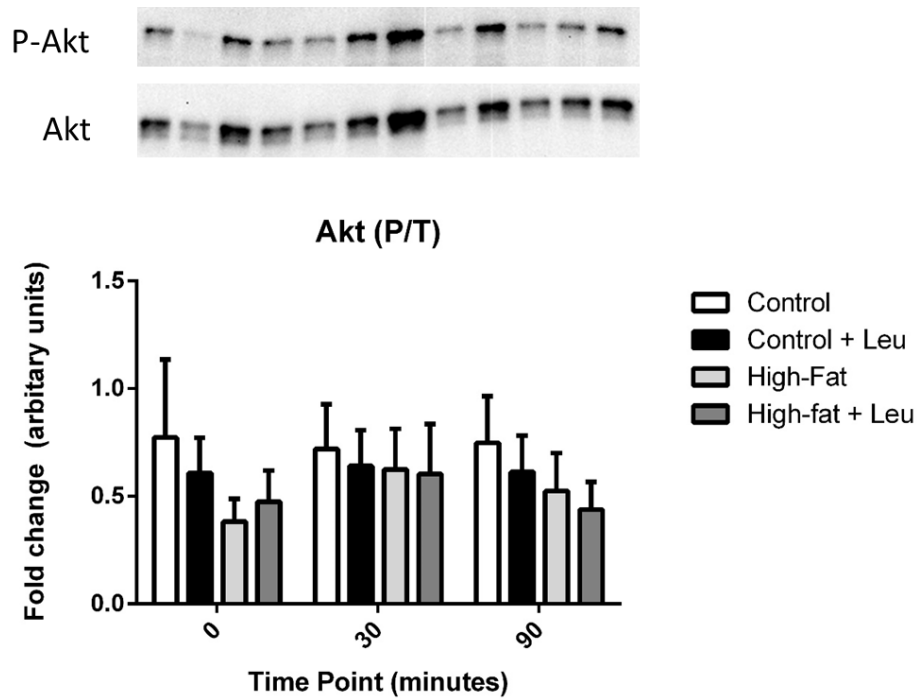 P-Akt
Akt
Akt (P/T)
Fold change (arbitary units)
1.5
1.0
0.5
0.0
0
30
90
Time Point (minutes)
Control
Control + Leu
High-Fat
High-fat + Leu